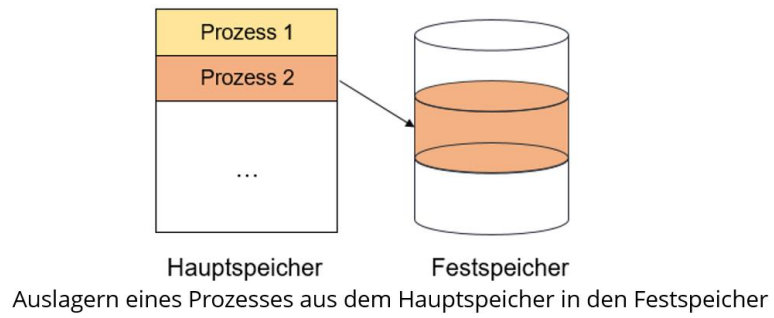 Prozess 1
Prozess 2
...
Hauptspeicher
Festspeicher
Auslagern eines Prozesses aus dem Hauptspeicher in den Festspeicher